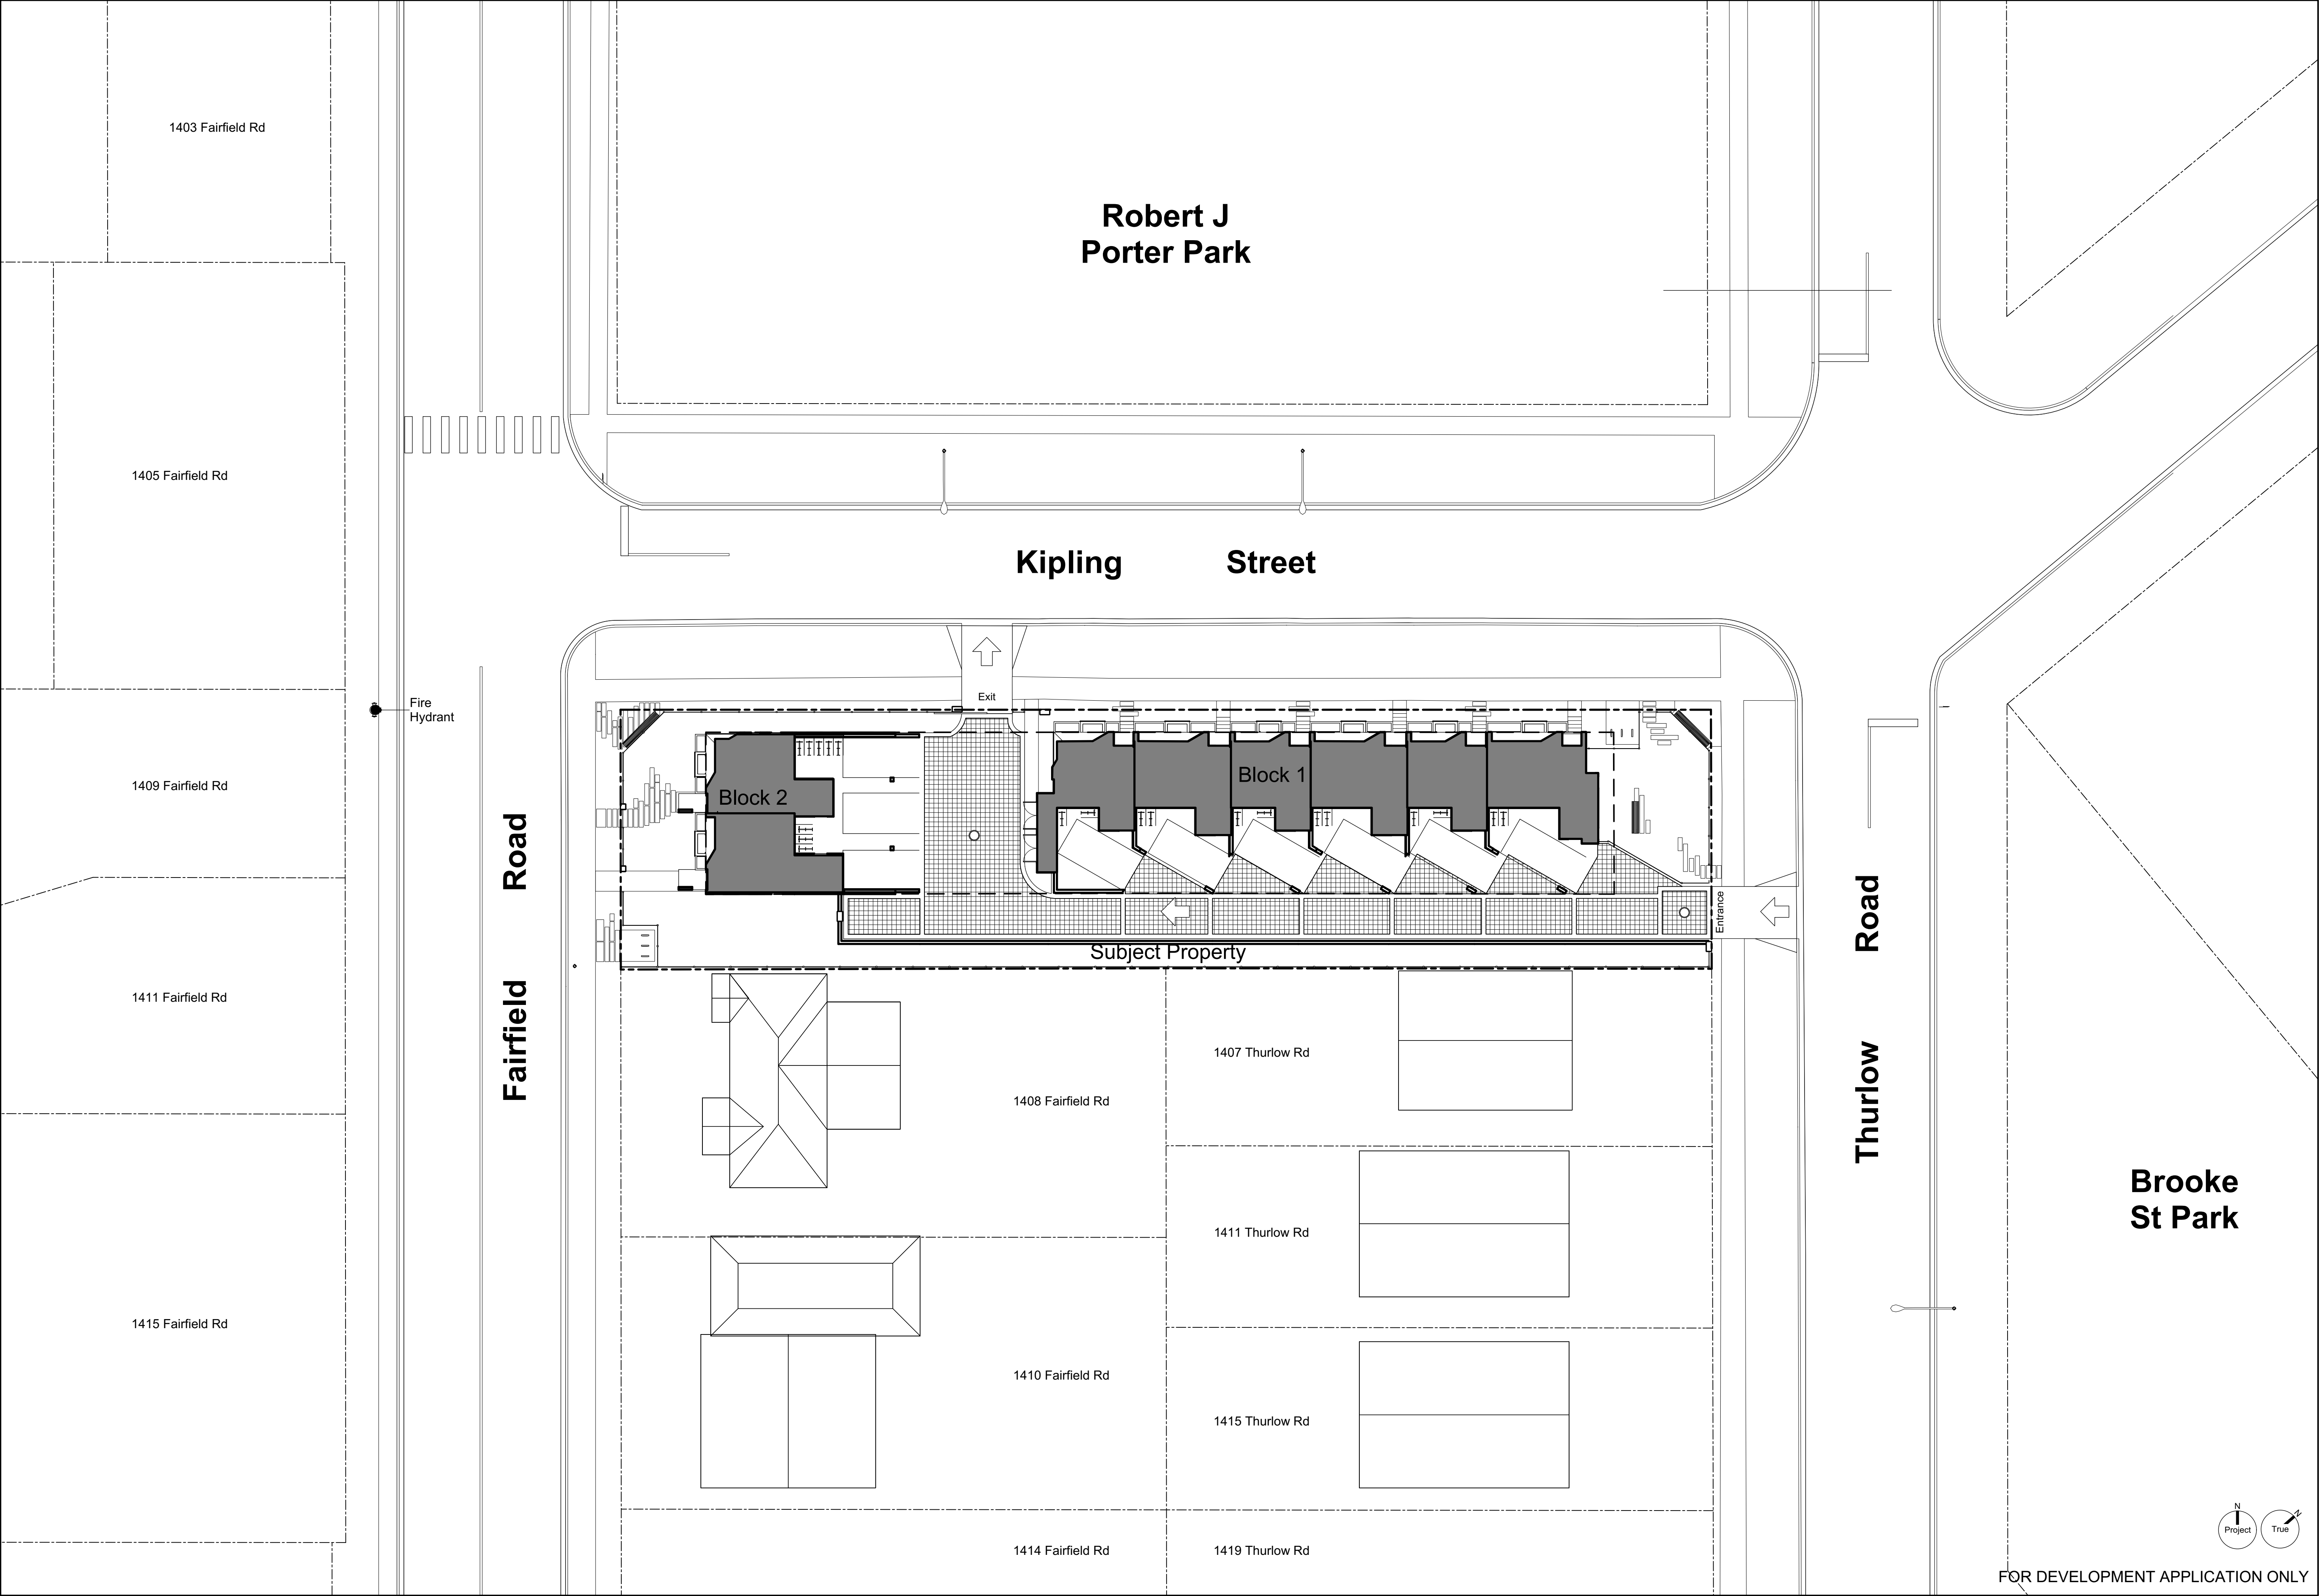 1403 Fairfield Rd
Robert J
Porter Park
1405 Fairfield Rd
Kipling Street
Exit
Fire
Hydrant
Block 1
1409 Fairfield Rd
Block 2
Fairfield Road
Entrance
Thurlow Road
Subject Property
1411 Fairfield Rd
1407 Thurlow Rd
1408 Fairfield Rd
Brooke
St Park
1411 Thurlow Rd
1415 Fairfield Rd
1410 Fairfield Rd
1415 Thurlow Rd
N
N
Project
True
1414 Fairfield Rd
1419 Thurlow Rd
FOR DEVELOPMENT APPLICATION ONLY